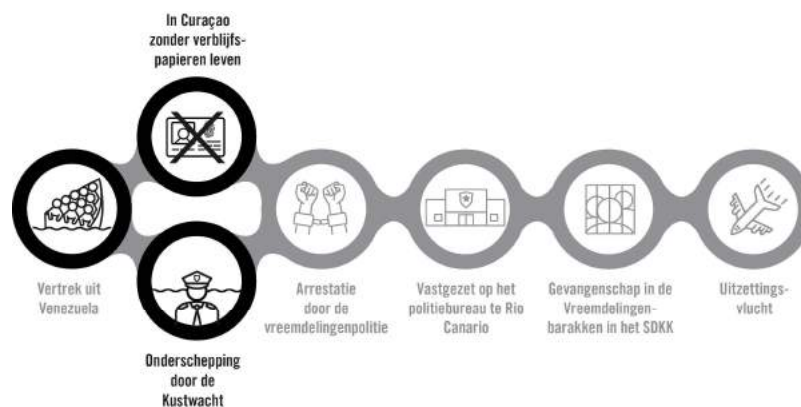 In Curaçao
zonder verblijfs-
papieren leven
Vertrek uit
Venezuela
Onderschepping
door de
Kustwacht
Arrestatie
door de
vreemdelingenpolitie
Vastgezet op het
politiebureau te Rio
Canario
Gevangenschap in de
Vreemdelingen-
barakken in het SDKK
Uitzettings-
vlucht